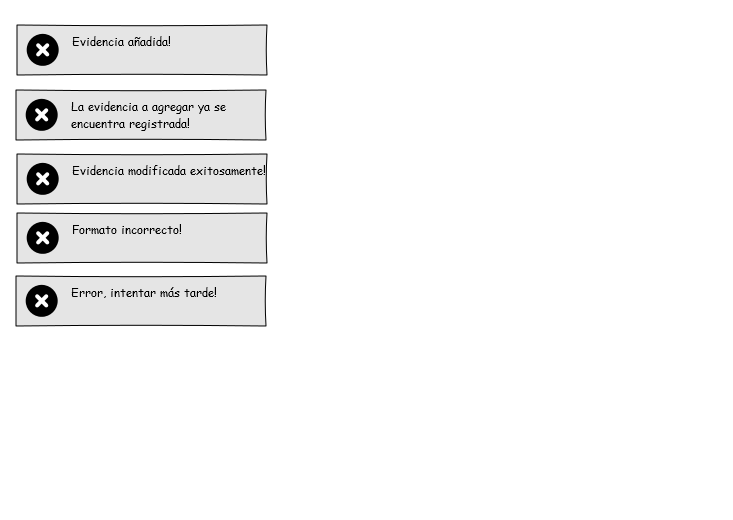 Evidencia añadida!
La evidencia a agregar ya se
encuentra registrada!
Evidencia modificada exitosamente!
Formato incorrecto!
Error, intentar más tarde!